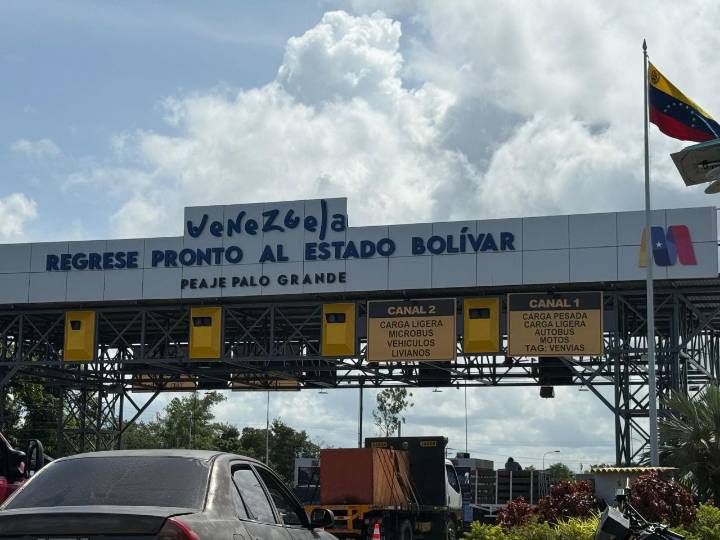 veNeZuela
REGRESE PRONTO AL ESTADO BOLÍVAR
PEAJE PALO GRANDE
CANAL 2
CARGA LIGERA
MICROBUS
VEHICULOS
LIVIANOS
CANAL 1
CARGA PESADA
CARGA LIGERA
AUTOBUS
MOTOS
TAG: VENVIAS